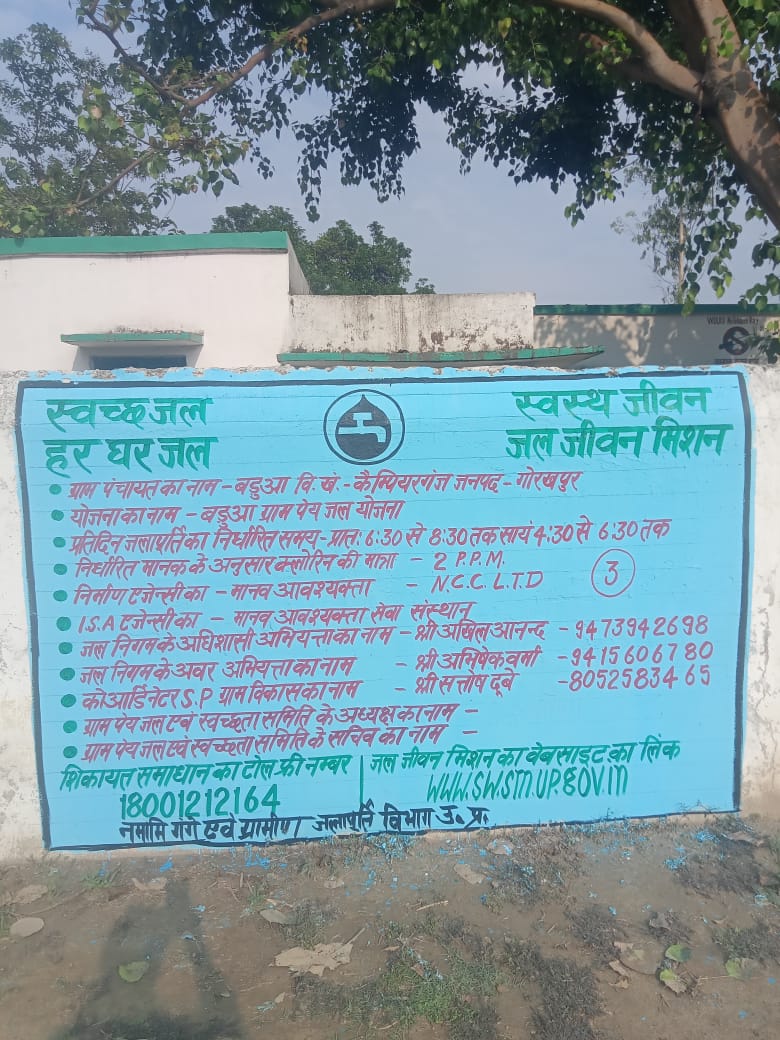 स्वच्छ जल
हर घर जल
स्वस्थ जीवन
जल जीवन मिशन
ग्राम पंचायत का नाम - बडुआ वि.खं.- कैम्पियरगंज जनपद - गोरखपुर
योजना का नाम - बडुआ ग्राम पेय जल योजना
प्रतिदिन जलापूर्ति का निर्धारित समय - प्रातः 6:30 से 8:30 तक सायं 4:30 से 6:30 तक
निर्धारित मानक के अनुसार क्लोरिन की मात्रा - 2 P.P.M.
निर्माण एजेन्सी का - मानव आवश्यक्ता - N.C.C. L.T.D
3
I.S.A एजेन्सी का - मानव आवश्यक्ता सेवा संस्थान
जल निगम के अधिशासी अभियन्ता का नाम - श्री अखिल आनन्द - 9473942698
जल निगम के अवर अभियन्ता का नाम - श्री अभिषेक वर्मा - 9415606780
कोआर्डिनेटर S.P ग्राम विकास का नाम - श्री सन्तोष दूबे - 8052583465
ग्राम पेय जल एवं स्वच्छता समिति के अध्यक्ष का नाम -
ग्राम पेय जल एवं स्वच्छता समिति के सचिव का नाम -
शिकायत समाधान का टोल फ्री नम्बर
18001212164
जल जीवन मिशन का वेबसाइट का लिंक
WWW.SWSM.UP.GOV.IN
नमामि गंगे एवं ग्रामीण जलापूर्ति विभाग उ. प्र.